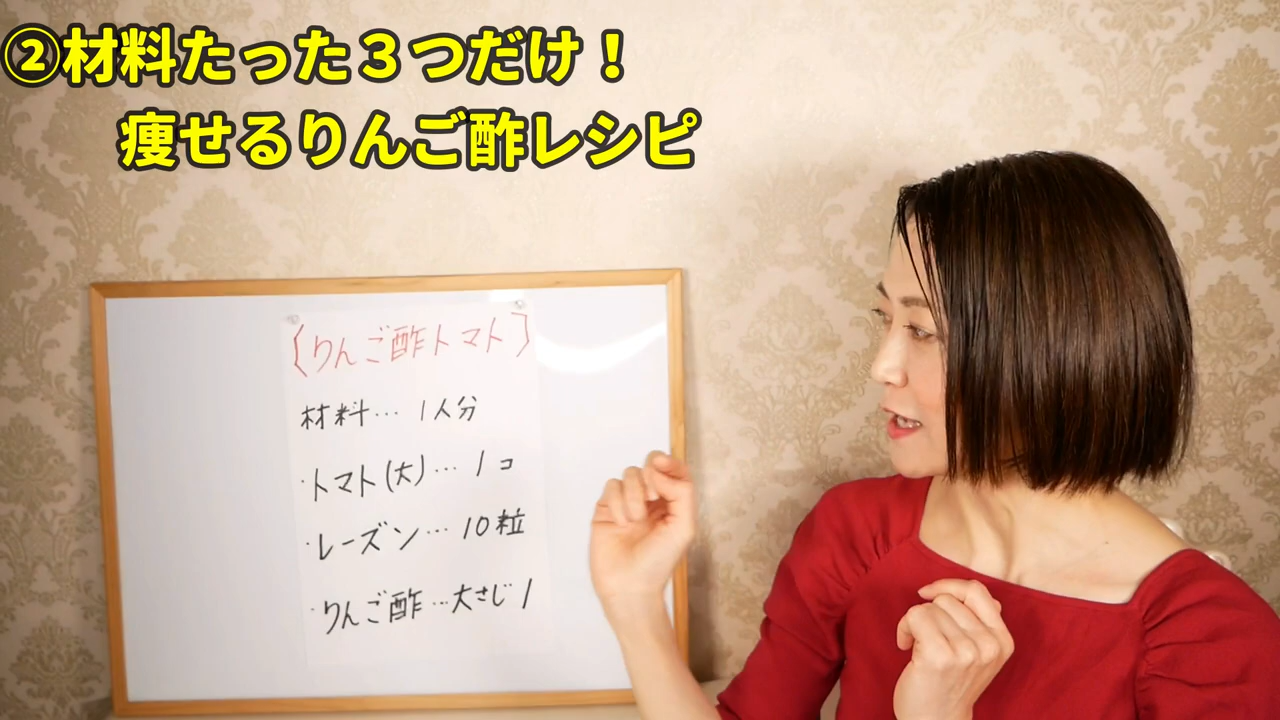 ②材料たった３つだけ！
痩せるりんご酢レシピ
〔りんご酢トマト〕
材料… 1人分
・トマト(大)… 1コ
・レーズン… 10粒
・りんご酢…大さじ1